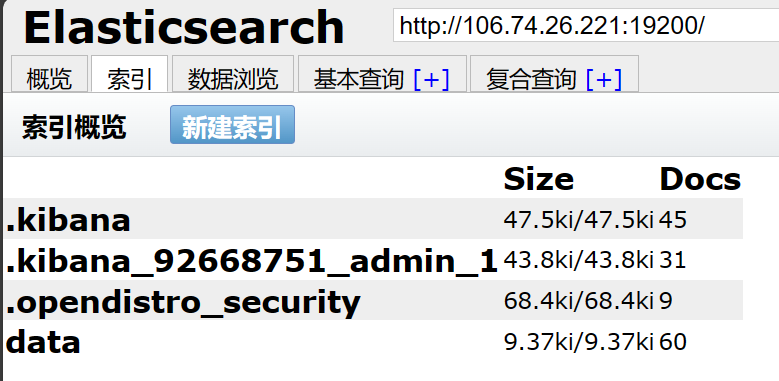 Elasticsearch http://106.74.26.221:19200/
概览 索引 数据浏览 基本查询 [+] 复合查询 [+]
索引概览 新建索引
Size Docs
.kibana 47.5ki/47.5ki 45
.kibana_92668751_admin_1 43.8ki/43.8ki 31
.opendistro_security 68.4ki/68.4ki 9
data 9.37ki/9.37ki 60